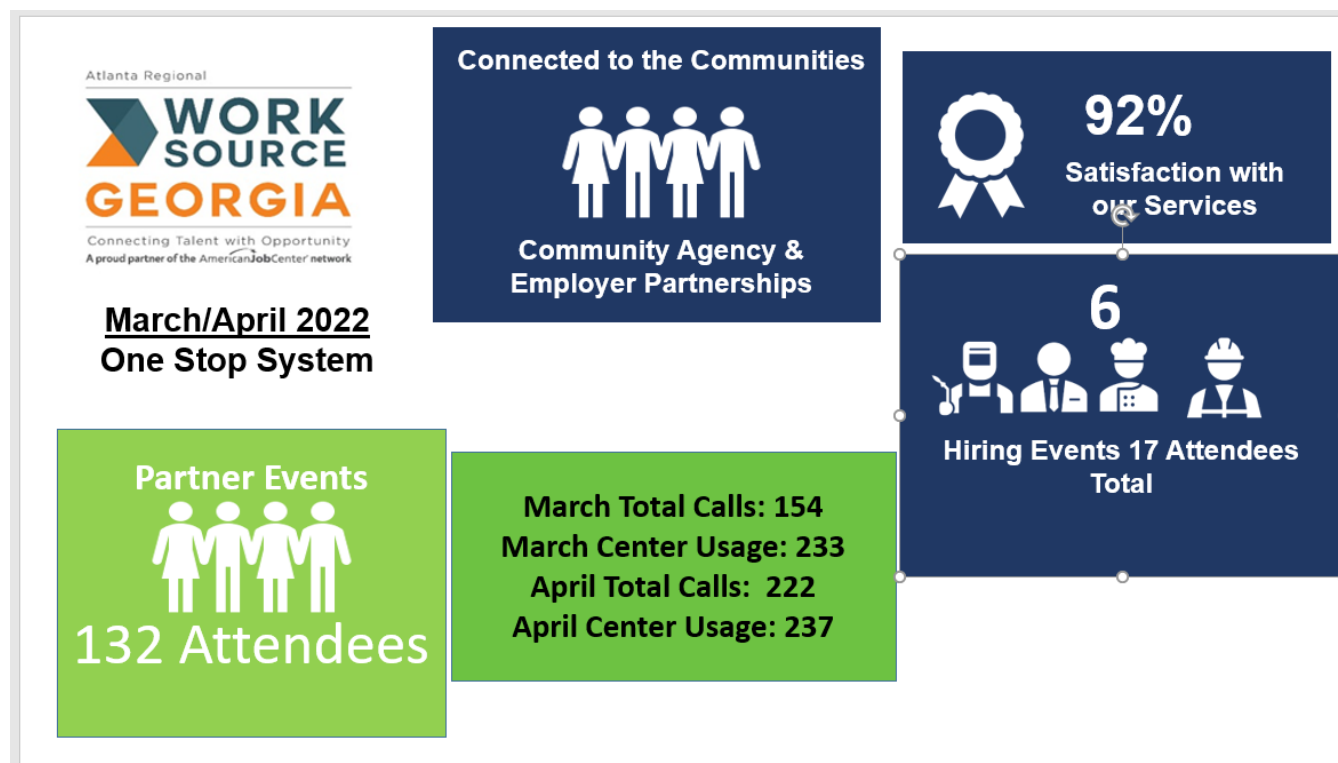 Atlanta Regional
WORK
SOURCE
GEORGIA
Connecting Talent with Opportunity
A proud partner of the AmericanJobCenter® network
March/April 2022
One Stop System
Connected to the Communities
Community Agency &
Employer Partnerships
92%
Satisfaction with
our Services
6
Hiring Events 17 Attendees
Total
Partner Events
132 Attendees
March Total Calls: 154
March Center Usage: 233
April Total Calls:  222
April Center Usage: 237